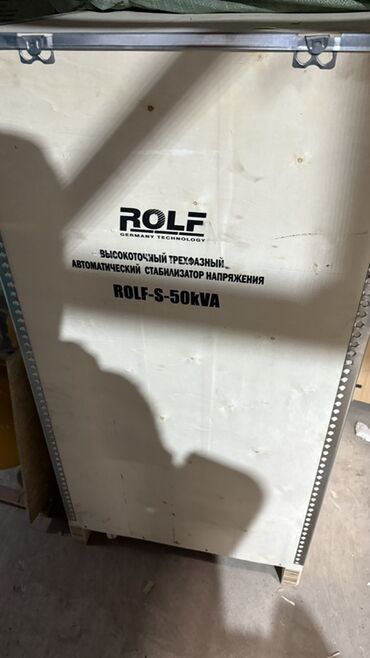 ROLF
GERMANY TECHNOLOGY
ВЫСОКОТОЧНЫЙ ТРЕХФАЗНЫЙ
АВТОМАТИЧЕСКИЙ СТАБИЛИЗАТОР НАПРЯЖЕНИЯ
ROLF-S-50kVA